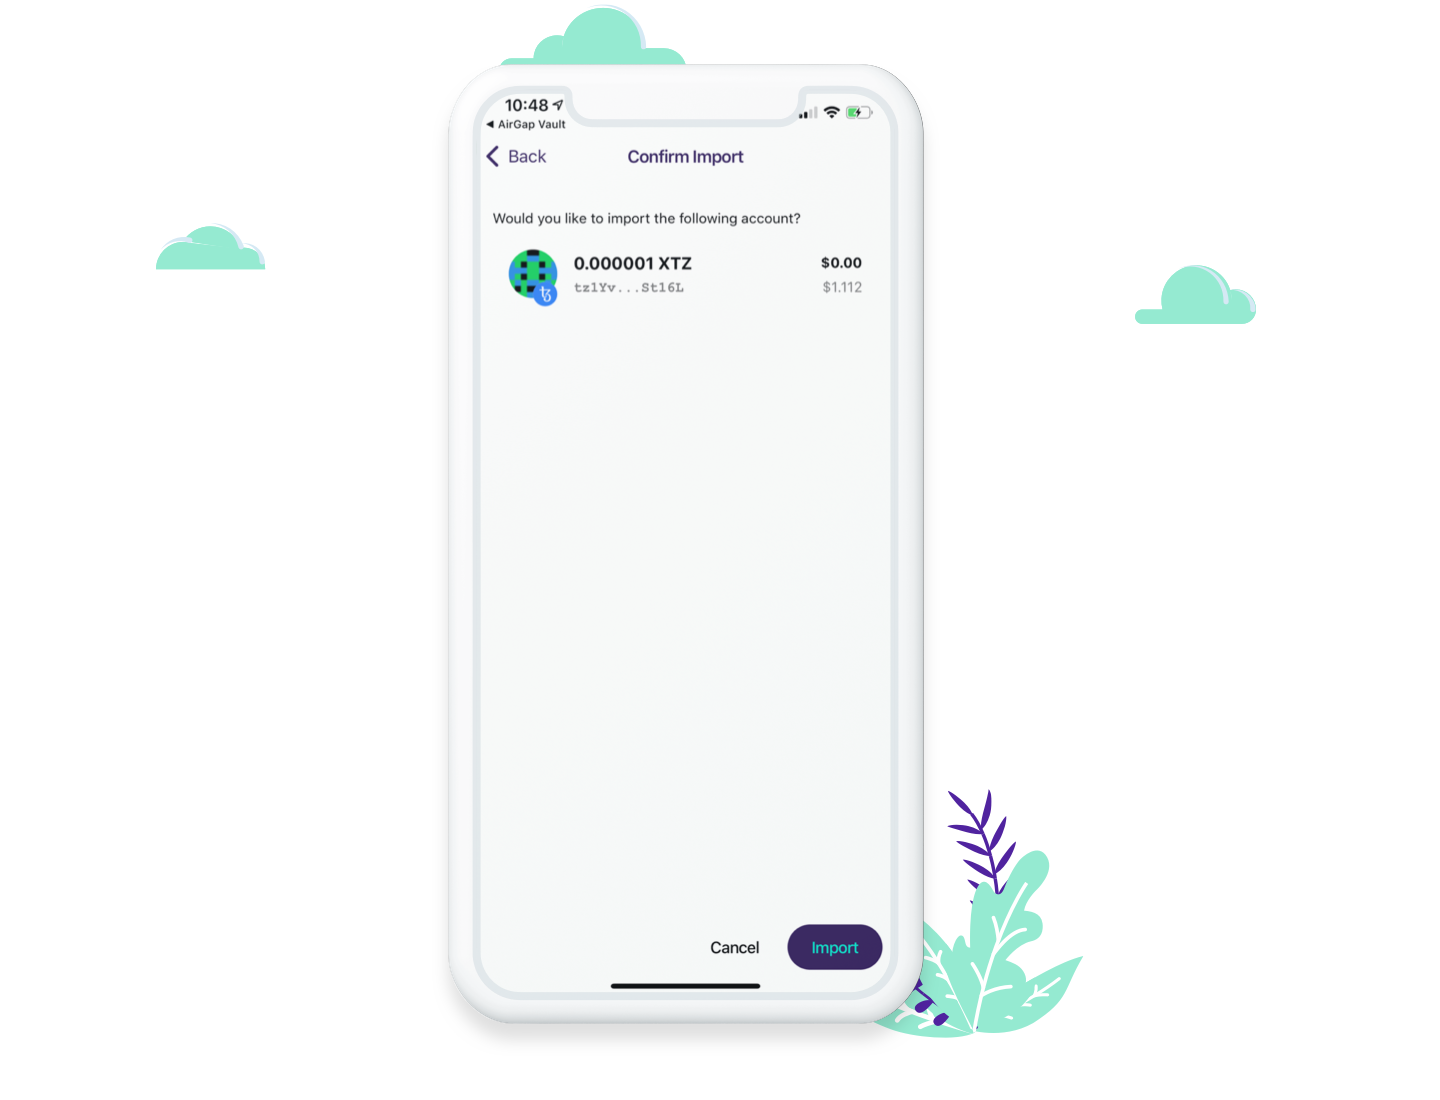 10:48
◀ AirGap Vault
Back
Confirm Import
Would you like to import the following account?
0.000001 XTZ
$0.00
tz1Yv...St16L
$1.112
Cancel
Import